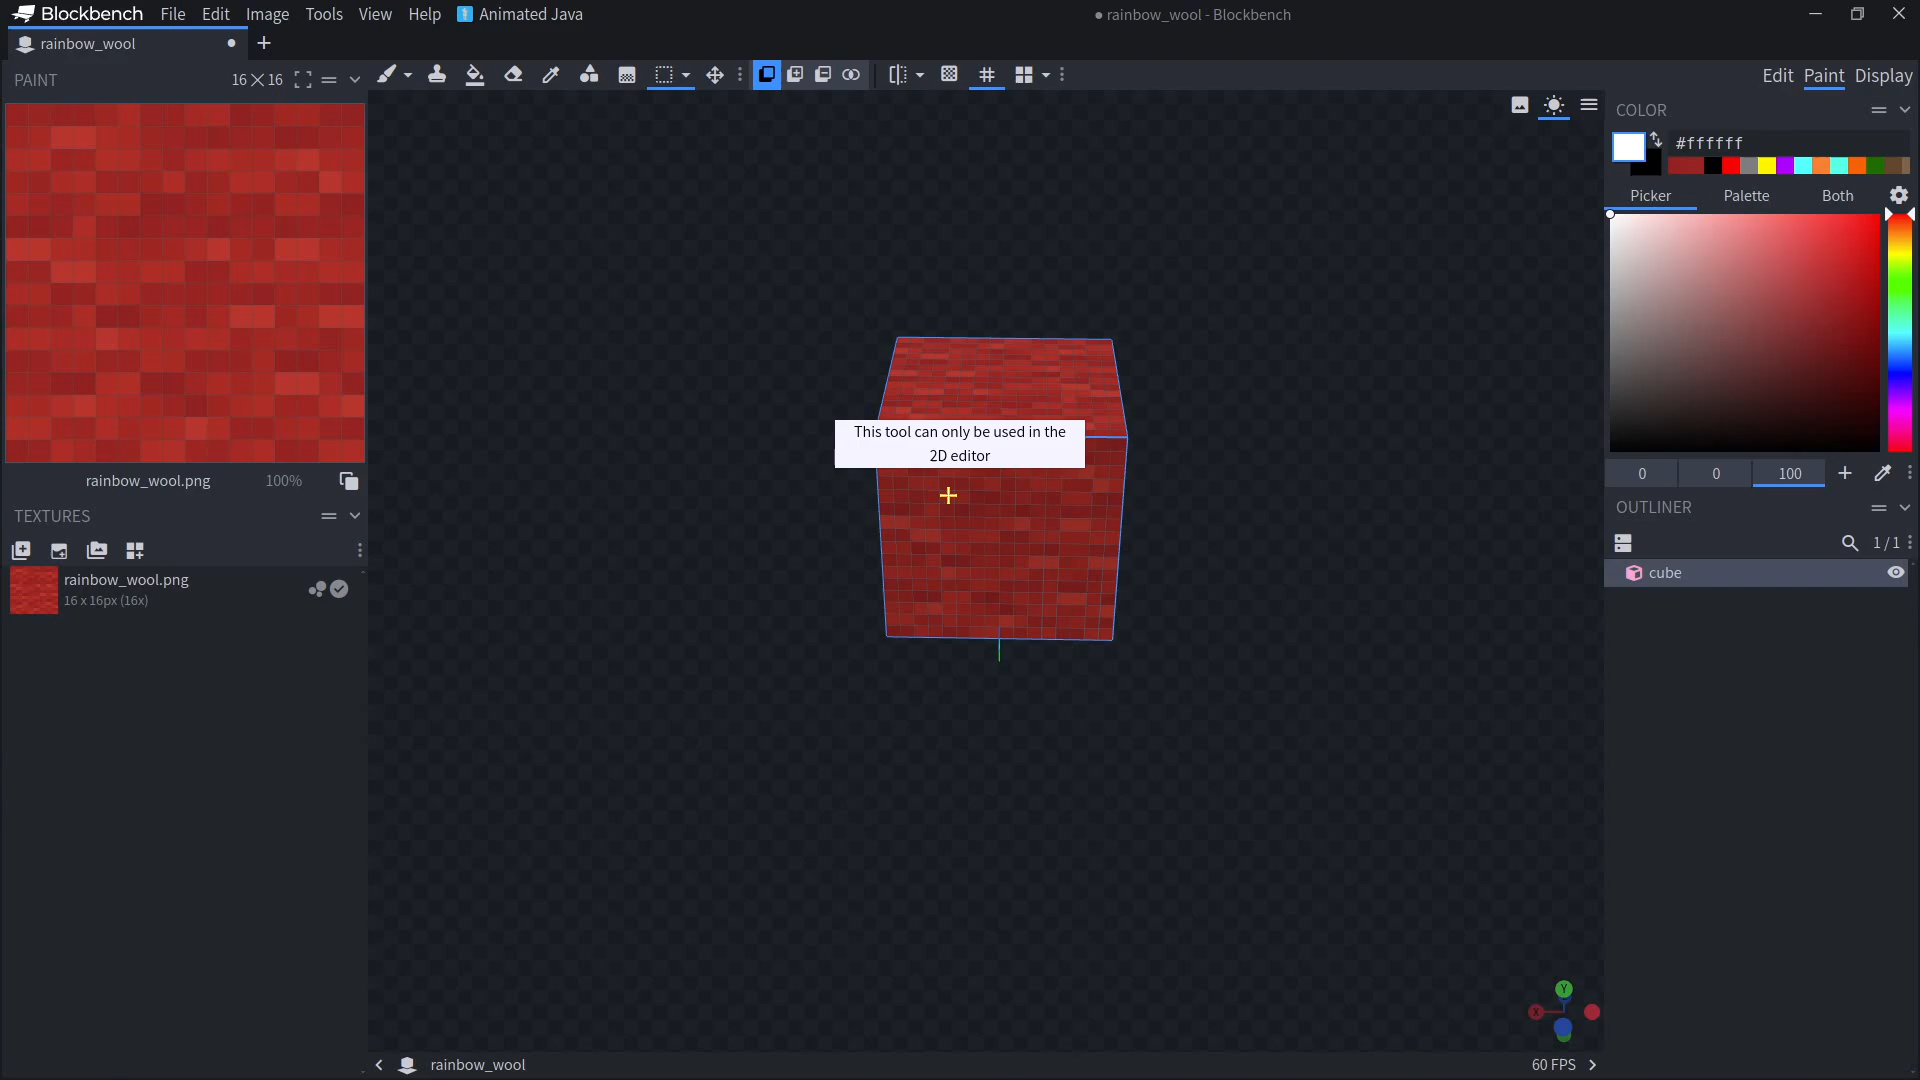 Blockbench File Edit Image Tools View Help Animated Java
rainbow_wool - Blockbench
rainbow_wool
PAINT 16 16
Edit Paint Display
COLOR
#ffffff
Picker Palette Both
0 0 100
OUTLINER
1 / 1
cube
This tool can only be used in the
2D editor
rainbow_wool.png 100%
TEXTURES
rainbow_wool.png
16 x 16px (16x)
Y
X
rainbow_wool
60 FPS